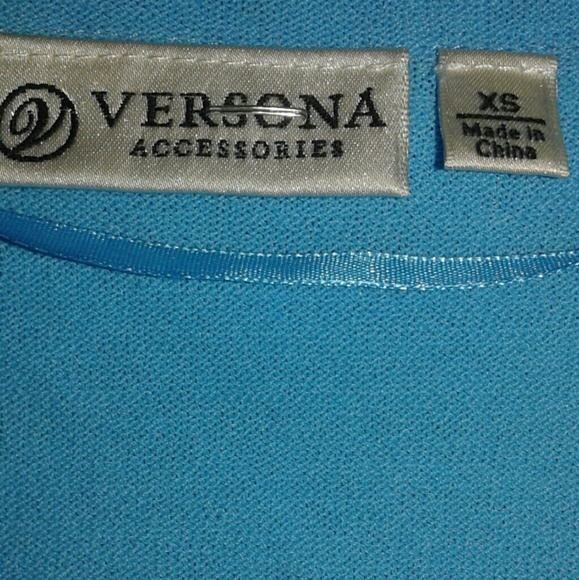 VERSONA
ACCESSORIES
XS
Made in
China